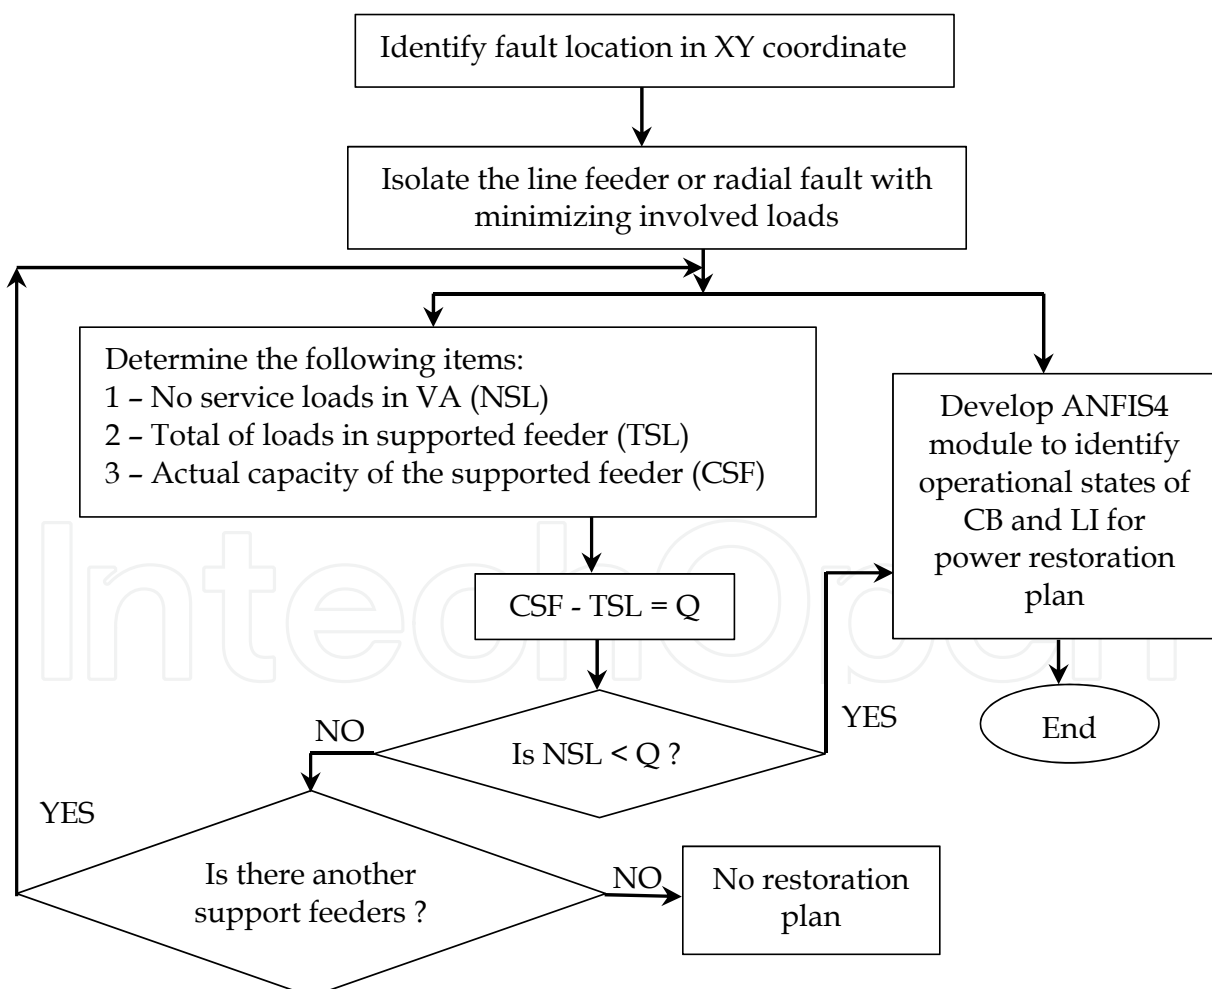 Identify fault location in XY coordinate
Isolate the line feeder or radial fault with
minimizing involved loads
Determine the following items:
1 – No service loads in VA (NSL)
2 – Total of loads in supported feeder (TSL)
3 – Actual capacity of the supported feeder (CSF)
Develop ANFIS4
module to identify
operational states of
CB and LI for
power restoration
plan
IntechOpen
CSF - TSL = Q
End
Is NSL < Q ?
YES
NO
YES
Is there another
support feeders ?
NO
No restoration
plan